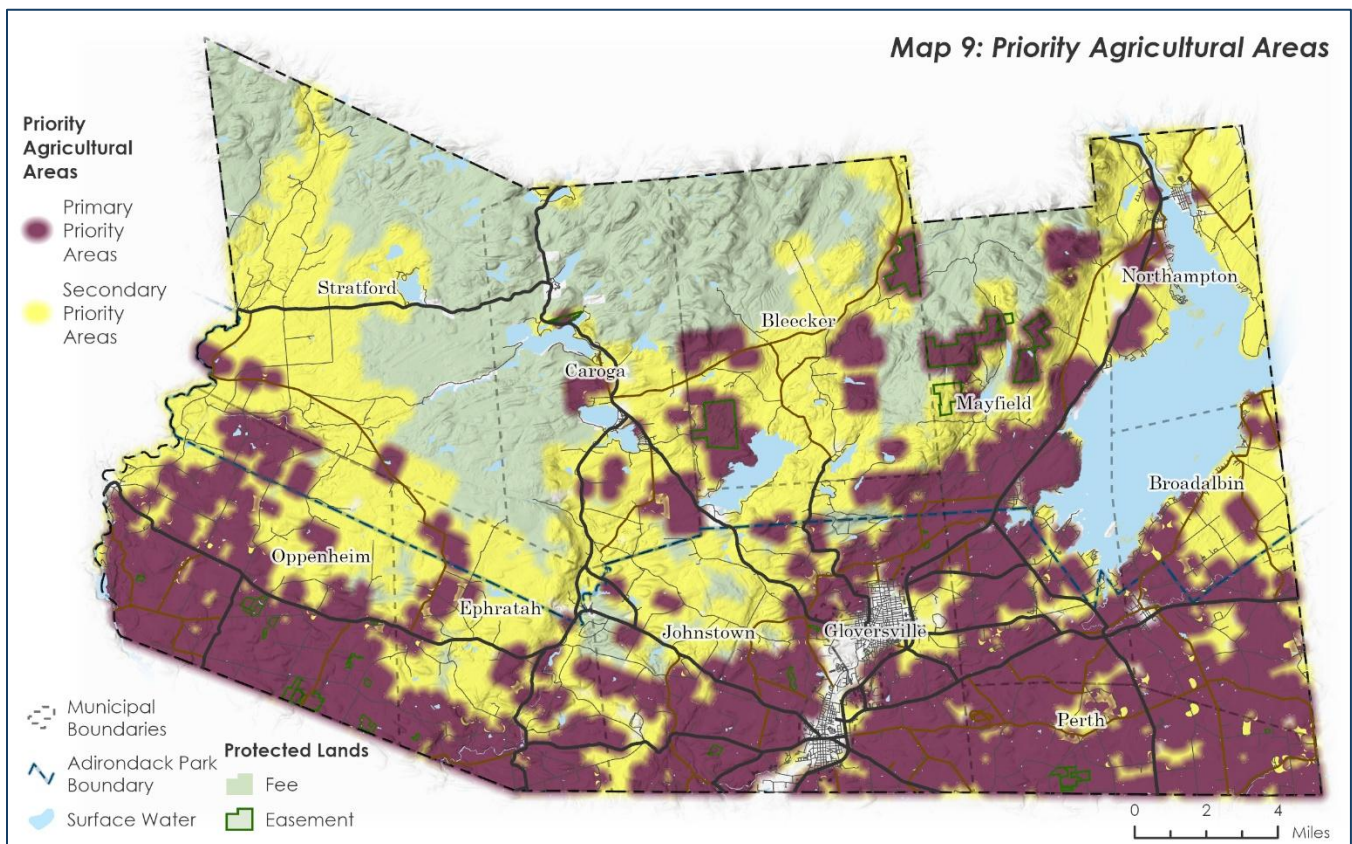 Map 9: Priority Agricultural Areas
Priority
Agricultural
Areas
Primary
Priority
Areas
Secondary
Priority
Areas
Stratford
Bleecker
Northampton
Caroga
Mayfield
Broadalbin
Oppenheim
Ephratah
Johnstown
Gloversville
Perth
Municipal
Boundaries
Adirondack Park
Boundary
Surface Water
Protected Lands
Fee
Easement
0 2 4
Miles